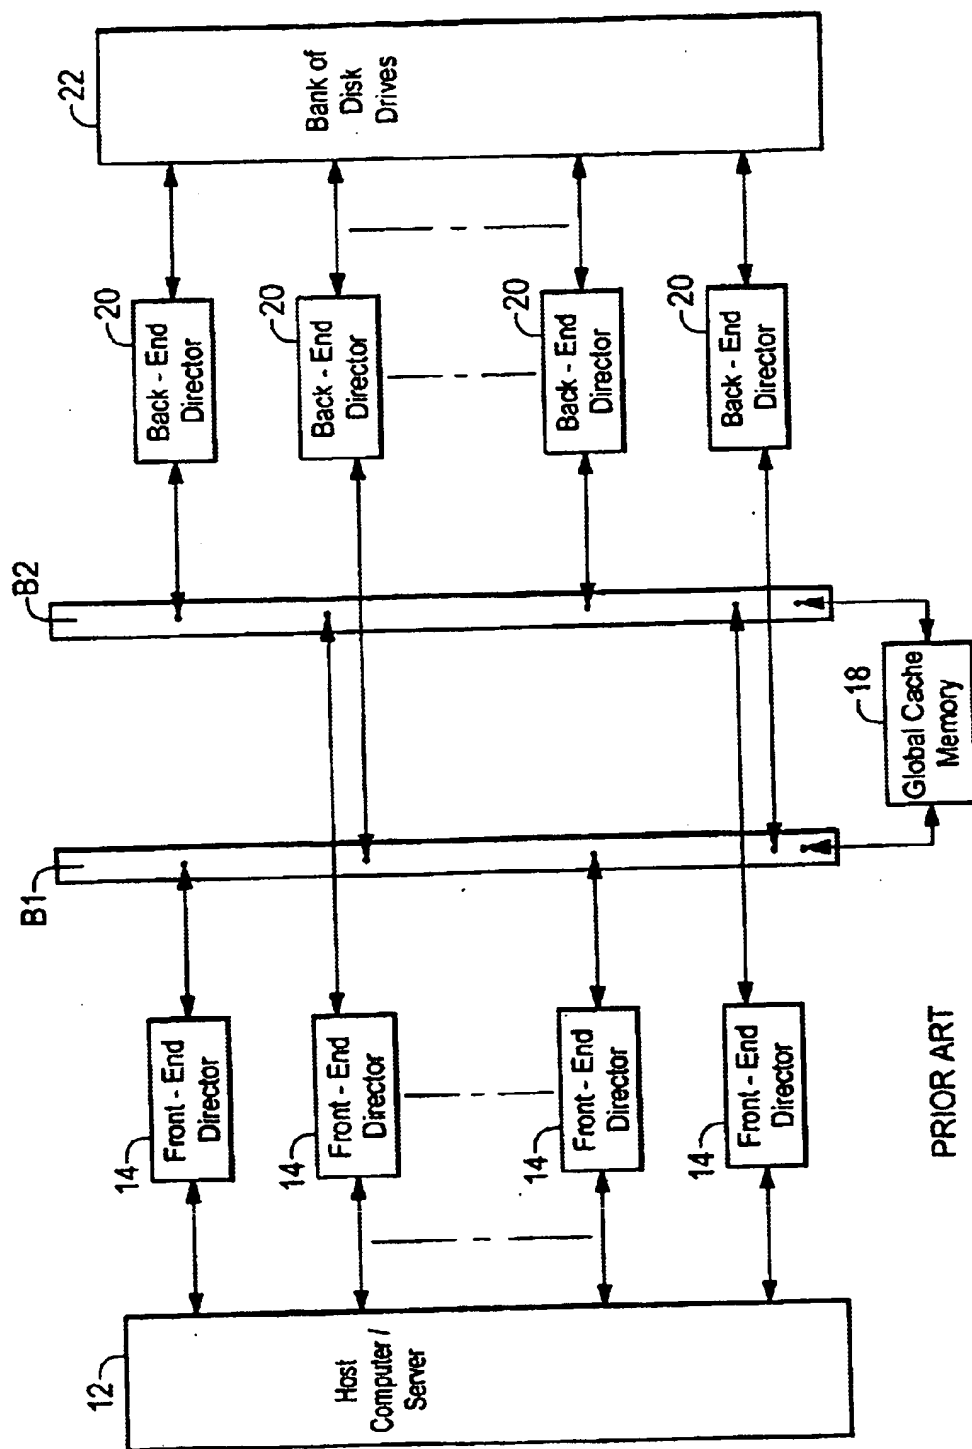 12
Host
Computer /
Server
14
Front - End
Director
14
Front - End
Director
14
Front - End
Director
14
Front - End
Director
B1
B2
18
Global Cache
Memory
20
Back - End
Director
20
Back - End
Director
20
Back - End
Director
20
Back - End
Director
22
Bank of
Disk
Drives
PRIOR ART